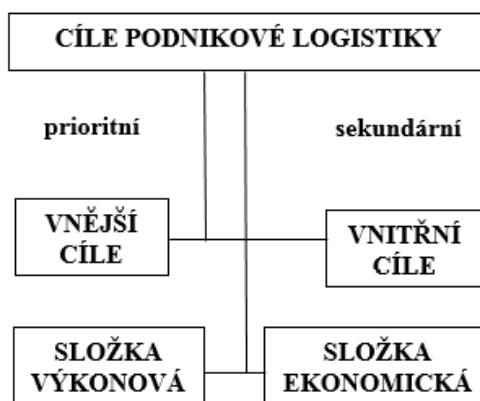 CÍLE PODNIKOVÉ LOGISTIKY
prioritní
sekundární
VNĚJŠÍ
CÍLE
VNITŘNÍ
CÍLE
SLOŽKA
VÝKONOVÁ
SLOŽKA
EKONOMICKÁ